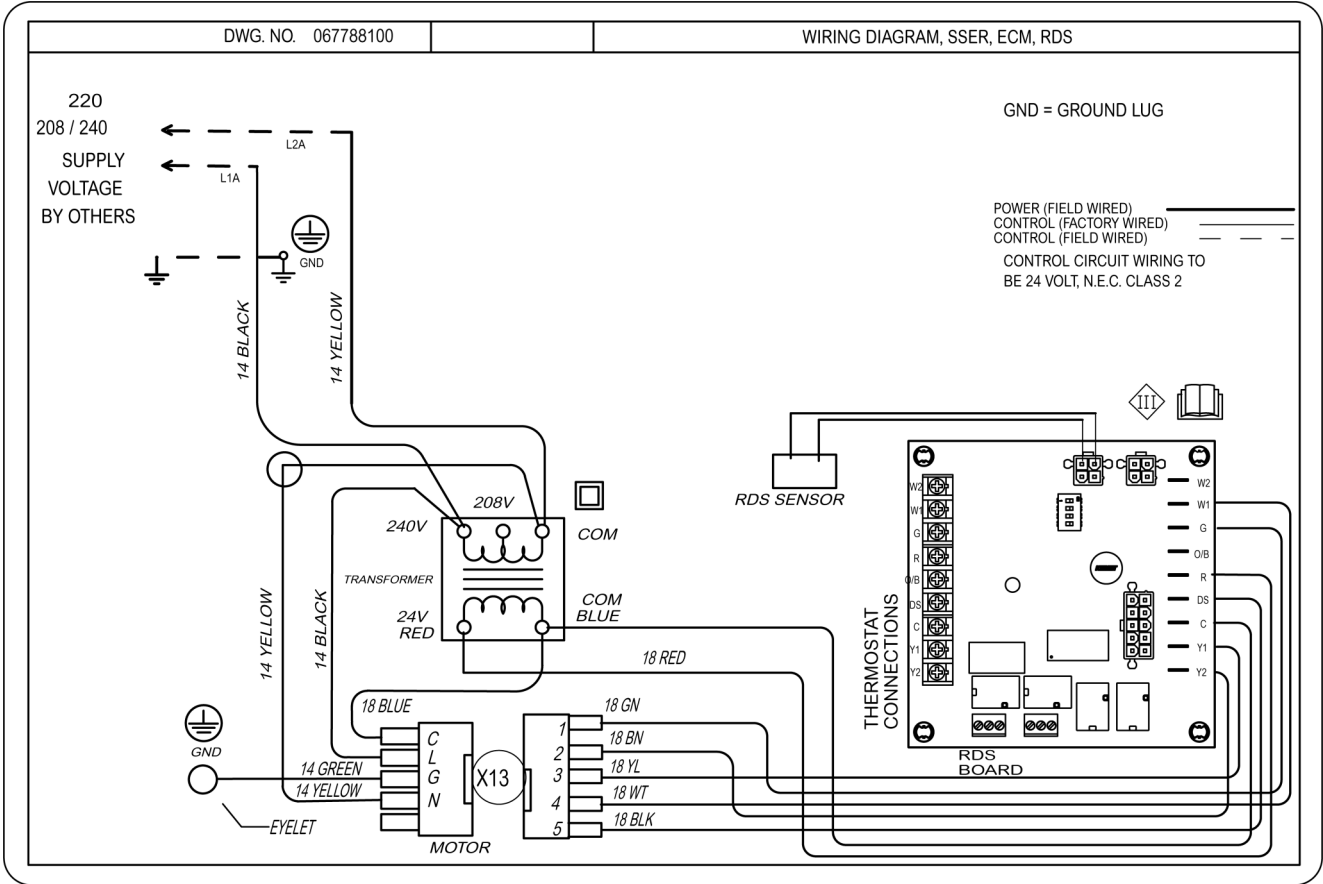 DWG. NO. 067788100
WIRING DIAGRAM, SSER, ECM, RDS
220
208 / 240
SUPPLY
VOLTAGE
BY OTHERS
L2A
L1A
GND
14 BLACK
14 YELLOW
GND = GROUND LUG
POWER (FIELD WIRED)
CONTROL (FACTORY WIRED)
CONTROL (FIELD WIRED)
CONTROL CIRCUIT WIRING TO
BE 24 VOLT, N.E.C. CLASS 2
III
RDS SENSOR
208V
240V
COM
TRANSFORMER
24V
RED
COM
BLUE
14 YELLOW
14 BLACK
18 RED
18 BLUE
THERMOSTAT
CONNECTIONS
W2
W1
G
R
O/B
DS
C
Y1
Y2
W2
W1
G
O/B
R
DS
C
Y1
Y2
RDS
BOARD
GND
14 GREEN
14 YELLOW
EYELET
C
L
G
N
X13
MOTOR
1
2
3
4
5
18 GN
18 BN
18 YL
18 WT
18 BLK